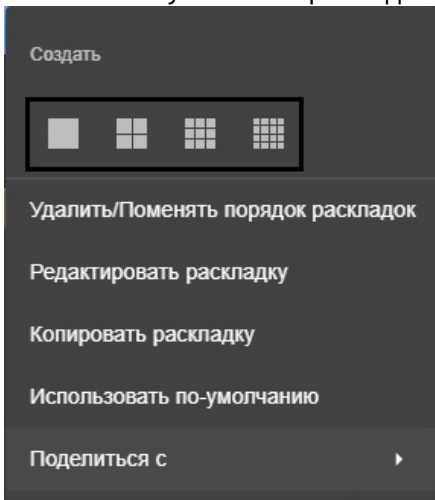 Создать
Удалить/Поменять порядок раскладок
Редактировать раскладку
Копировать раскладку
Использовать по-умолчанию
Поделиться с